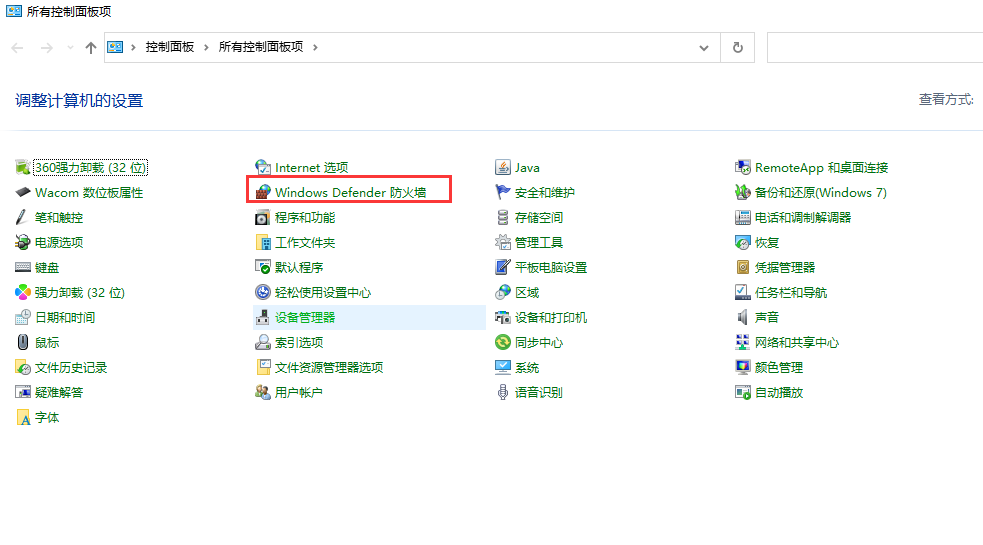 所有控制面板项
控制面板 所有控制面板项
调整计算机的设置
查看方式:
360强力卸载 (32 位)
Internet 选项
Java
RemoteApp 和桌面连接
Wacom 数位板属性
Windows Defender 防火墙
安全和维护
备份和还原(Windows 7)
笔和触控
程序和功能
存储空间
电话和调制解调器
电源选项
工作文件夹
管理工具
恢复
键盘
默认程序
平板电脑设置
凭据管理器
强力卸载 (32 位)
轻松使用设置中心
区域
任务栏和导航
日期和时间
设备管理器
设备和打印机
声音
鼠标
索引选项
同步中心
网络和共享中心
文件历史记录
文件资源管理器选项
系统
颜色管理
疑难解答
用户帐户
语音识别
自动播放
字体